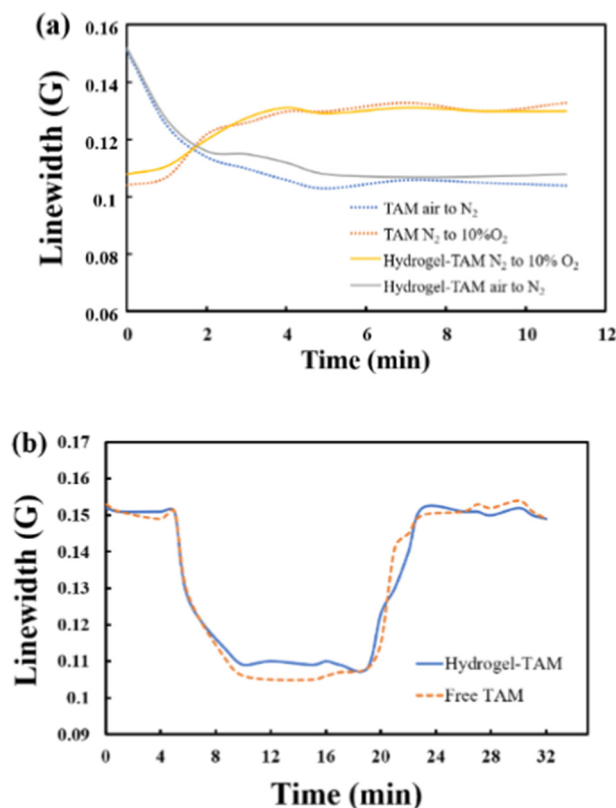 (a)
0.16
0.14
0.12
0.1
0.08
0.06
Linewidth (G)
TAM air to N₂
TAM N₂ to 10%O₂
Hydrogel-TAM N₂ to 10% O₂
Hydrogel-TAM air to N₂
0 2 4 6 8 10 12
Time (min)
(b)
0.17
0.16
0.15
0.14
0.13
0.12
0.11
0.1
0.09
Linewidth (G)
Hydrogel-TAM
Free TAM
0 4 8 12 16 20 24 28 32
Time (min)